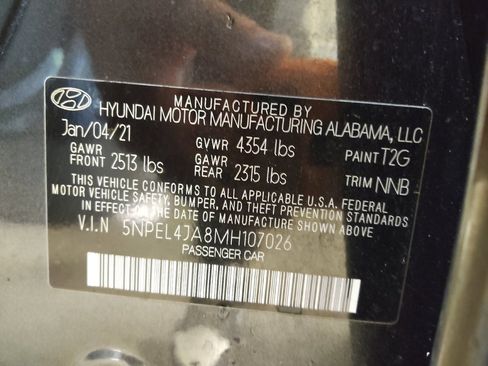 MANUFACTURED BY
HYUNDAI MOTOR MANUFACTURING ALABAMA, LLC
Jan/04/21 GVWR 4354 lbs PAINT T2G
GAWR FRONT 2513 lbs GAWR REAR 2315 lbs TRIM NNB
THIS VEHICLE CONFORMS TO ALL APPLICABLE U.S.A. FEDERAL
MOTOR VEHICLE SAFETY, BUMPER, AND THEFT PREVENTION STANDARDS
IN EFFECT ON THE DATE OF MANUFACTURE SHOWN ABOVE.
V.I.N 5NPEL4JA8MH107026
PASSENGER CAR